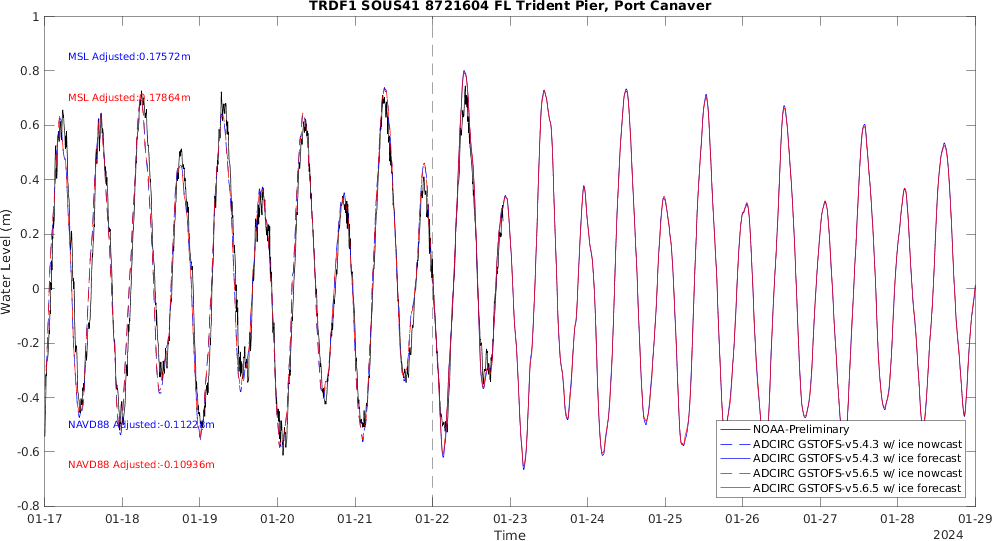 TRDF1 SOUS41 8721604 FL Trident Pier, Port Canaver
MSL Adjusted:0.17572m
MSL Adjusted:0.17864m
NAVD88 Adjusted:-0.11228m
NAVD88 Adjusted:-0.10936m
Water Level (m)
1
0.8
0.6
0.4
0.2
0
-0.2
-0.4
-0.6
-0.8
NOAA-Preliminary
ADCIRC GSTOFS-v5.4.3 w/ ice nowcast
ADCIRC GSTOFS-v5.4.3 w/ ice forecast
ADCIRC GSTOFS-v5.6.5 w/ ice nowcast
ADCIRC GSTOFS-v5.6.5 w/ ice forecast
01-17 01-18 01-19 01-20 01-21 01-22 01-23 01-24 01-25 01-26 01-27 01-28 01-29
Time
2024